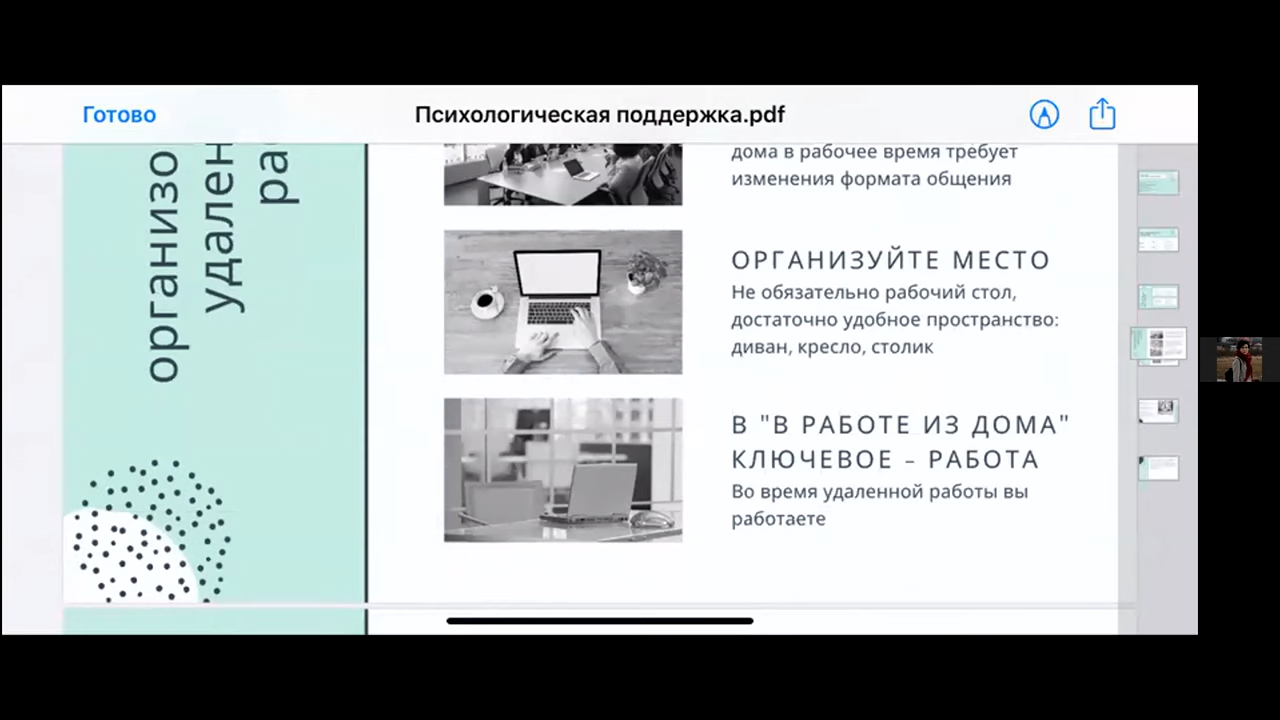 Готово
Психологическая поддержка.pdf
организо
удален
ра
дома в рабочее время требует
изменения формата общения
ОРГАНИЗУЙТЕ МЕСТО
Не обязательно рабочий стол,
достаточно удобное пространство:
диван, кресло, столик
В "В РАБОТЕ ИЗ ДОМА"
КЛЮЧЕВОЕ – РАБОТА
Во время удаленной работы вы
работаете